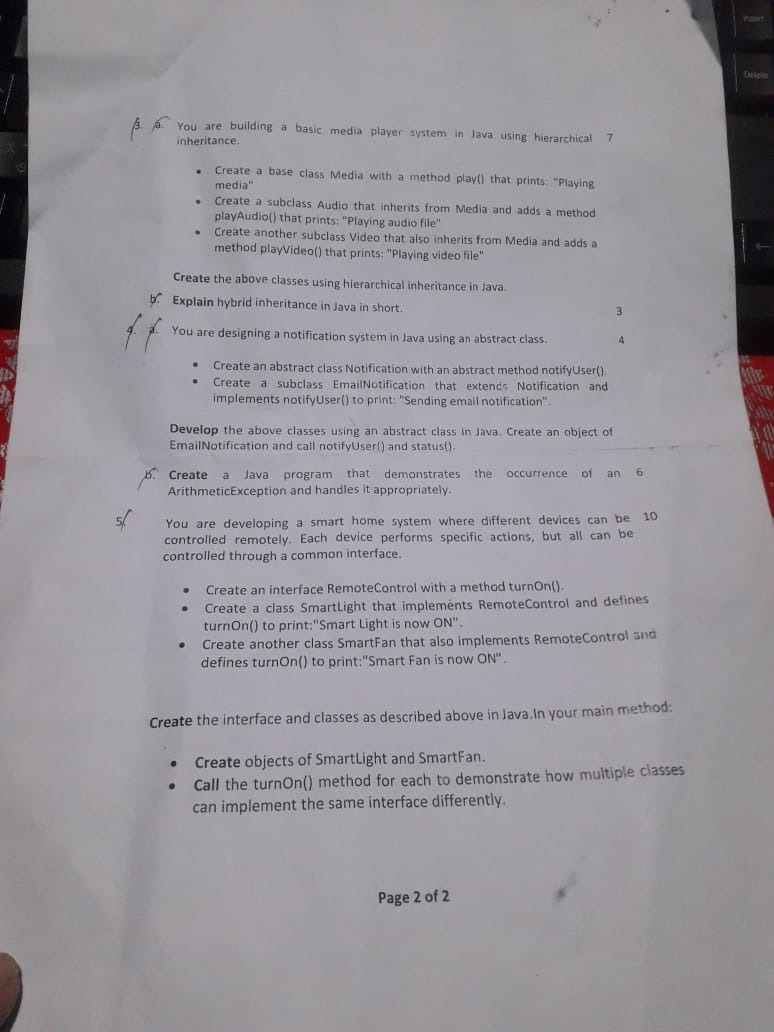 insert
Delete
3. a. You are building a basic media player system in Java using hierarchical 7
inheritance.
• Create a base class Media with a method play() that prints: "Playing
media"
• Create a subclass Audio that inherits from Media and adds a method
playAudio() that prints: "Playing audio file"
• Create another subclass Video that also inherits from Media and adds a
method playVideo() that prints: "Playing video file"
Create the above classes using hierarchical inheritance in Java.
b. Explain hybrid inheritance in Java in short. 3
4. a. You are designing a notification system in Java using an abstract class. 4
• Create an abstract class Notification with an abstract method notifyUser().
• Create a subclass EmailNotification that extends Notification and
implements notifyUser() to print: "Sending email notification".
Develop the above classes using an abstract class in Java. Create an object of
EmailNotification and call notifyUser() and status().
b. Create a Java program that demonstrates the occurrence of an 6
ArithmeticException and handles it appropriately.
5. You are developing a smart home system where different devices can be 10
controlled remotely. Each device performs specific actions, but all can be
controlled through a common interface.
• Create an interface RemoteControl with a method turnOn().
• Create a class SmartLight that implements RemoteControl and defines
turnOn() to print:"Smart Light is now ON".
• Create another class SmartFan that also implements RemoteControl and
defines turnOn() to print:"Smart Fan is now ON".
Create the interface and classes as described above in Java.In your main method:
• Create objects of SmartLight and SmartFan.
• Call the turnOn() method for each to demonstrate how multiple classes
can implement the same interface differently.
Page 2 of 2